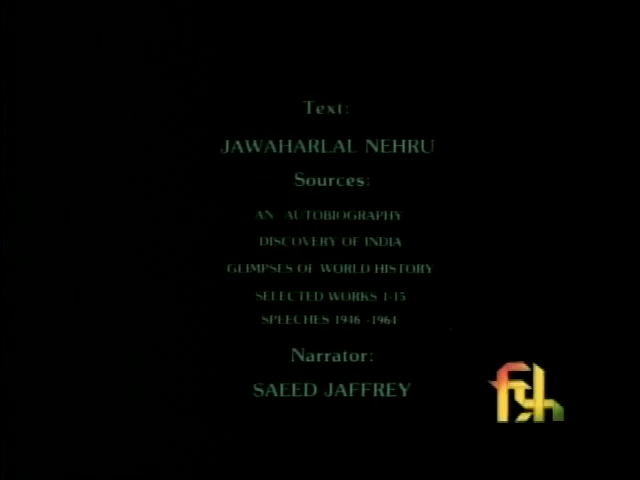 Text:
JAWAHARLAL NEHRU
Sources:
AN AUTOBIOGRAPHY
DISCOVERY OF INDIA
GLIMPSES OF WORLD HISTORY
SELECTED WORKS 1-15
SPEECHES 1946 -1964
Narrator:
SAEED JAFFREY